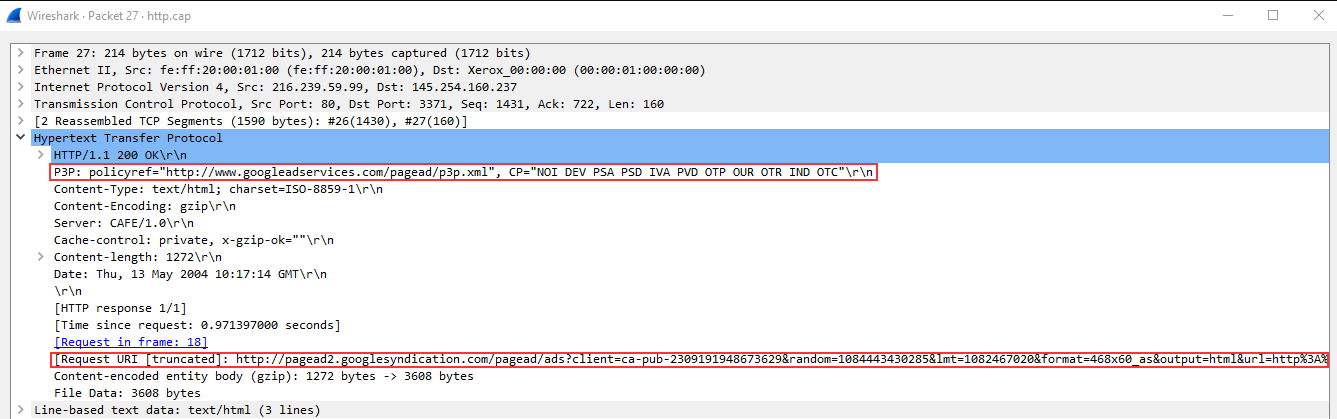 Wireshark · Packet 27 · http.cap
Frame 27: 214 bytes on wire (1712 bits), 214 bytes captured (1712 bits)
Ethernet II, Src: fe:ff:20:00:01:00 (fe:ff:20:00:01:00), Dst: Xerox_00:00:00 (00:00:01:00:00:00)
Internet Protocol Version 4, Src: 216.239.59.99, Dst: 145.254.160.237
Transmission Control Protocol, Src Port: 80, Dst Port: 3371, Seq: 1431, Ack: 722, Len: 160
[2 Reassembled TCP Segments (1590 bytes): #26(1430), #27(160)]
Hypertext Transfer Protocol
HTTP/1.1 200 OK\r\n
P3P: policyref="http://www.googleadservices.com/pagead/p3p.xml", CP="NOI DEV PSA PSD IVA PVD OTP OUR OTR IND OTC"\r\n
Content-Type: text/html; charset=ISO-8859-1\r\n
Content-Encoding: gzip\r\n
Server: CAFE/1.0\r\n
Cache-control: private, x-gzip-ok=""\r\n
Content-length: 1272\r\n
Date: Thu, 13 May 2004 10:17:14 GMT\r\n
\r\n
[HTTP response 1/1]
[Time since request: 0.971397000 seconds]
[Request in frame: 18]
[Request URI [truncated]: http://pagead2.googlesyndication.com/pagead/ads?client=ca-pub-2309191948673629&random=1084443430285&lmt=1082467020&format=468x60_as&output=html&url=http%3A%
Content-encoded entity body (gzip): 1272 bytes -> 3608 bytes
File Data: 3608 bytes
Line-based text data: text/html (3 lines)